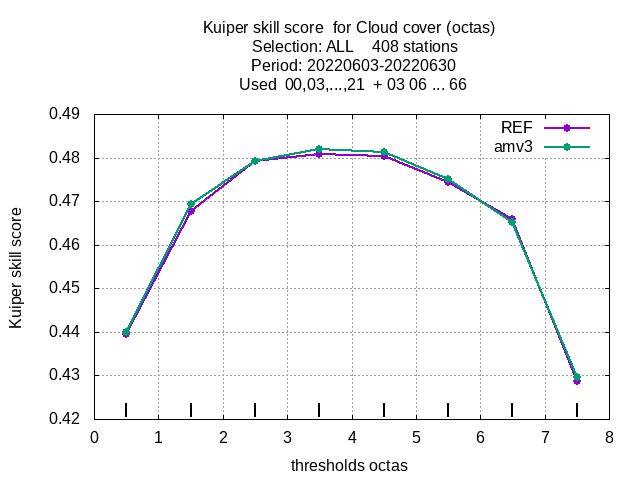 Kuiper skill score  for Cloud cover (octas)
Selection: ALL    408 stations
Period: 20220603-20220630
Used  00,03,...,21  + 03 06 ... 66
REF
amv3
0.49
0.48
0.47
0.46
0.45
0.44
0.43
0.42
Kuiper skill score
0 1 2 3 4 5 6 7 8
thresholds octas